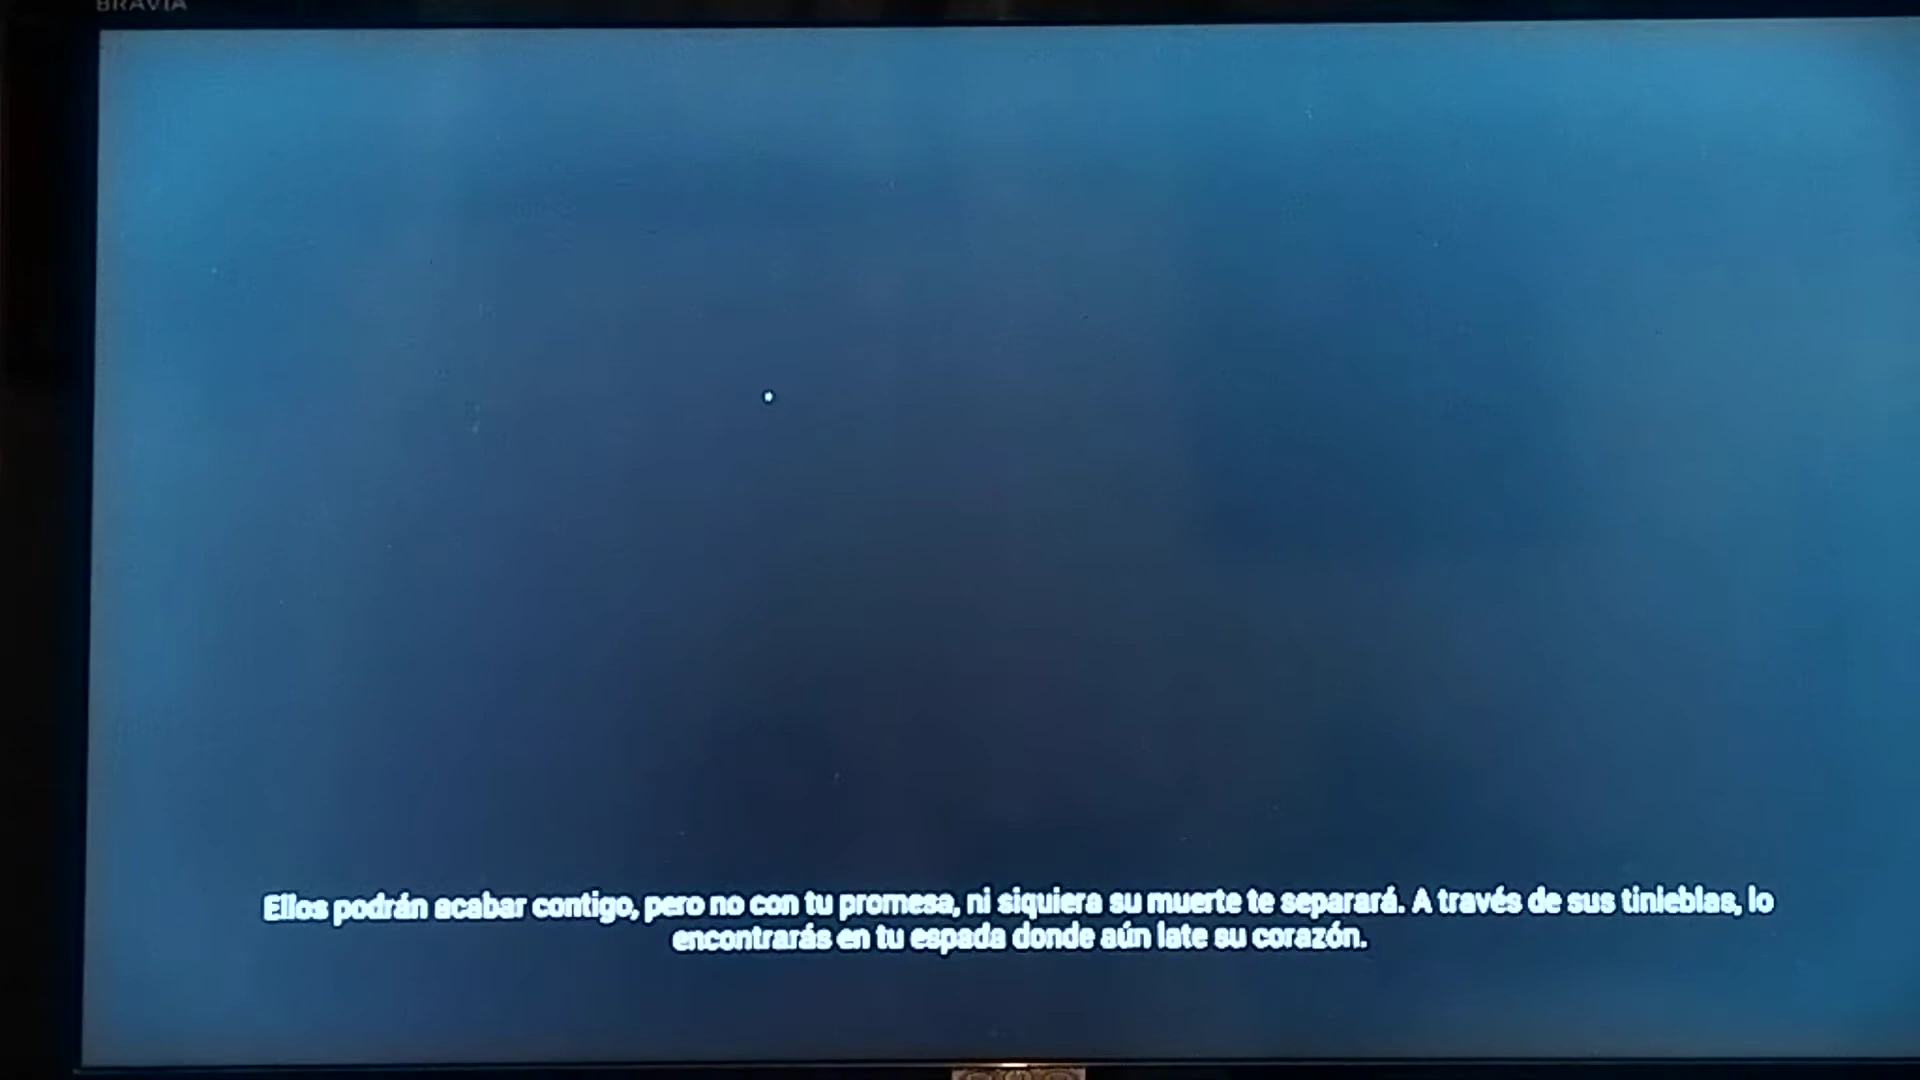 BRAVIA
Ellos podrán acabar contigo, pero no con tu promesa, ni siquiera su muerte te separará. A través de sus tinieblas, lo
encontrarás en tu espada donde aún late su corazón.